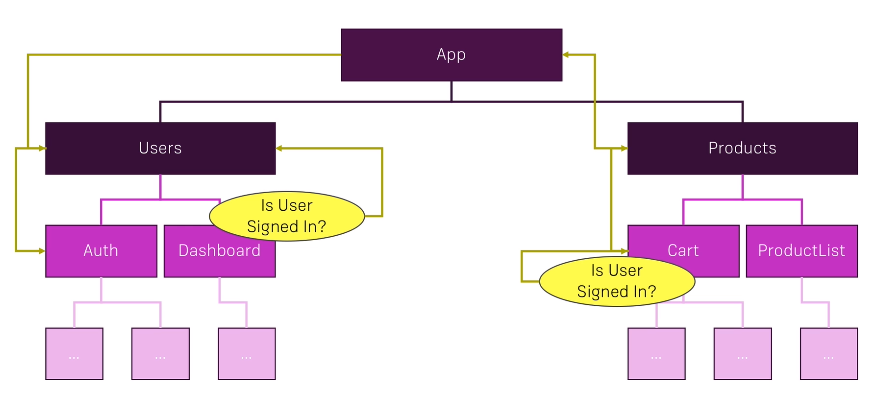 App
Users
Products
Is User
Signed In?
Auth
Dashboard
Cart
ProductList
Is User
Signed In?
...
...
...
...
...
...